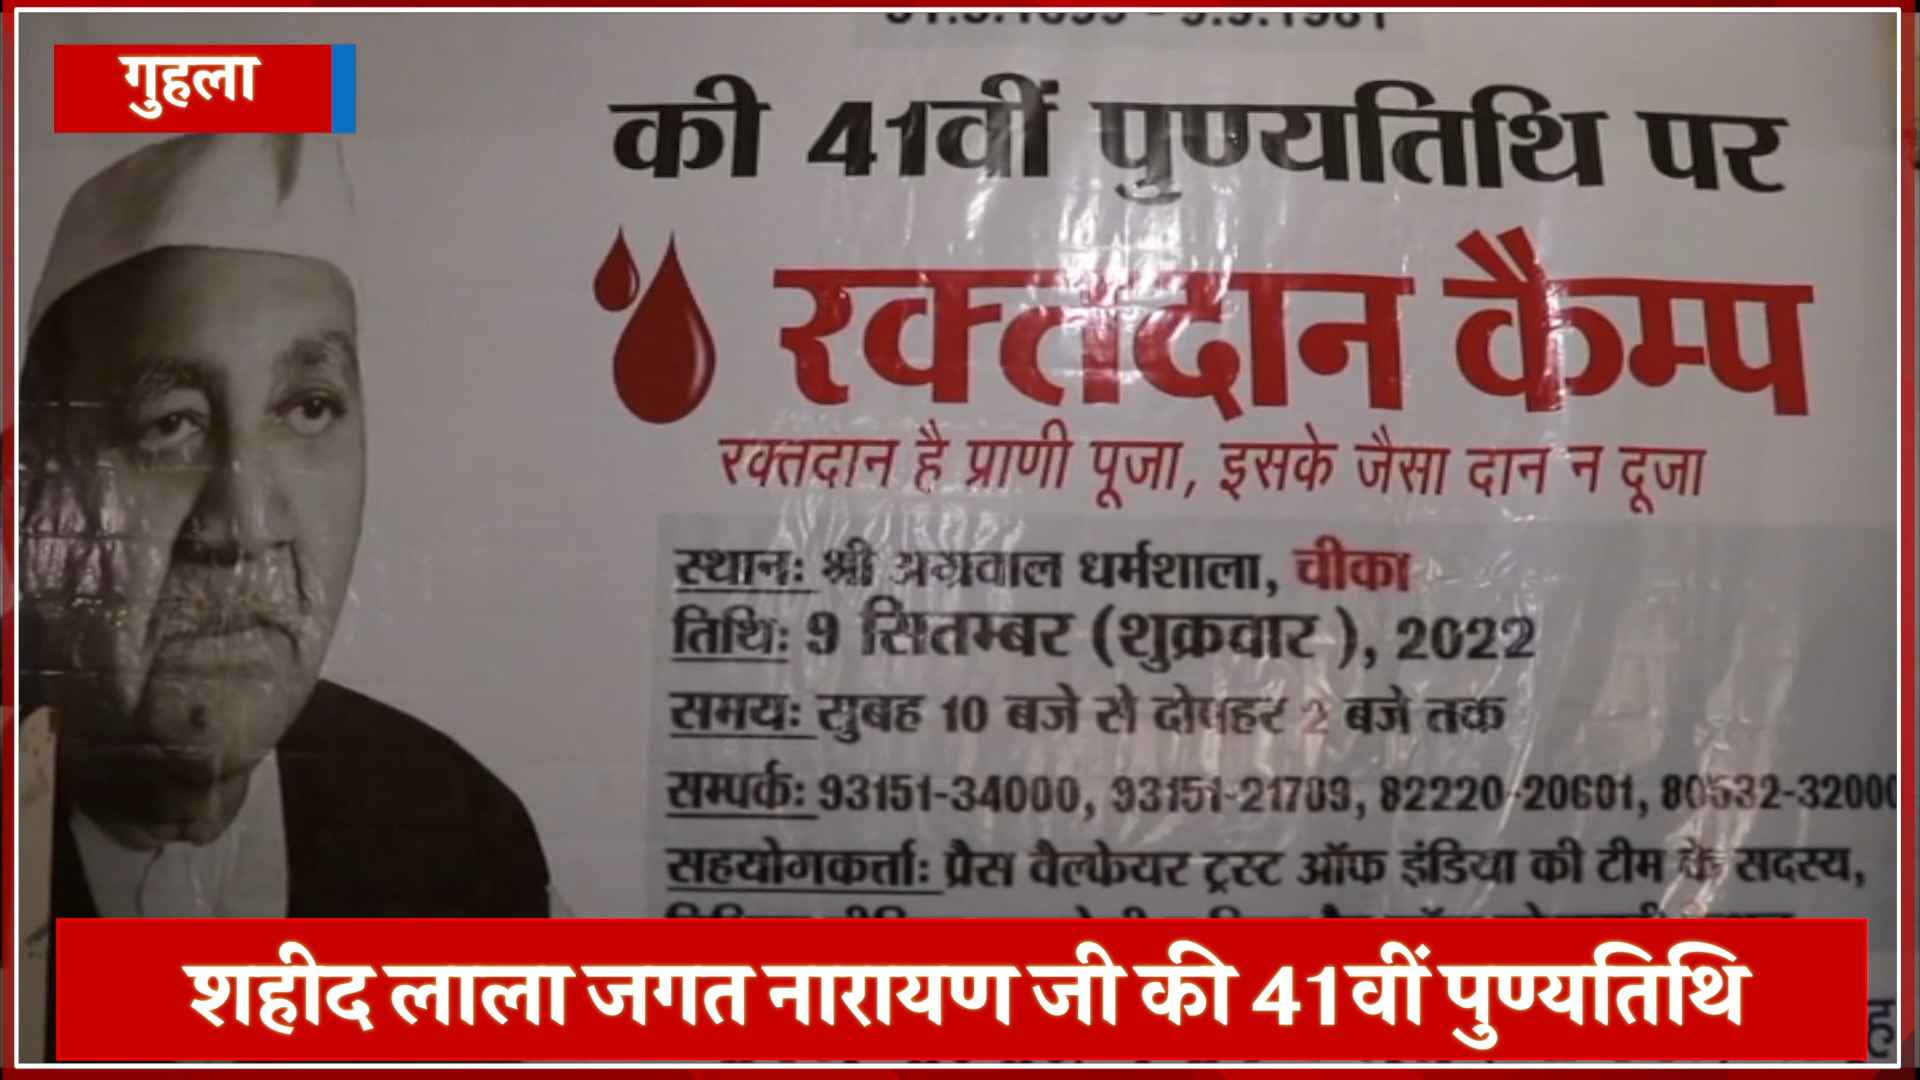 गुहला
की 41वीं पुण्यतिथि पर
रक्तदान कैम्प
रक्तदान है प्राणी पूजा, इसके जैसा दान न दूजा
स्थानः श्री अग्रवाल धर्मशाला, चीका
तिथिः 9 सितम्बर (शुक्रवार ), 2022
समयः सुबह 10 बजे से दोपहर 2 बजे तक
सम्पर्कः 93151-34000, 93151-21709, 82220-20601, 80532-32000
सहयोगकर्त्ताः प्रैस वैल्फेयर ट्रस्ट ऑफ इंडिया की टीम के सदस्य,
शहीद लाला जगत नारायण जी की 41वीं पुण्यतिथि